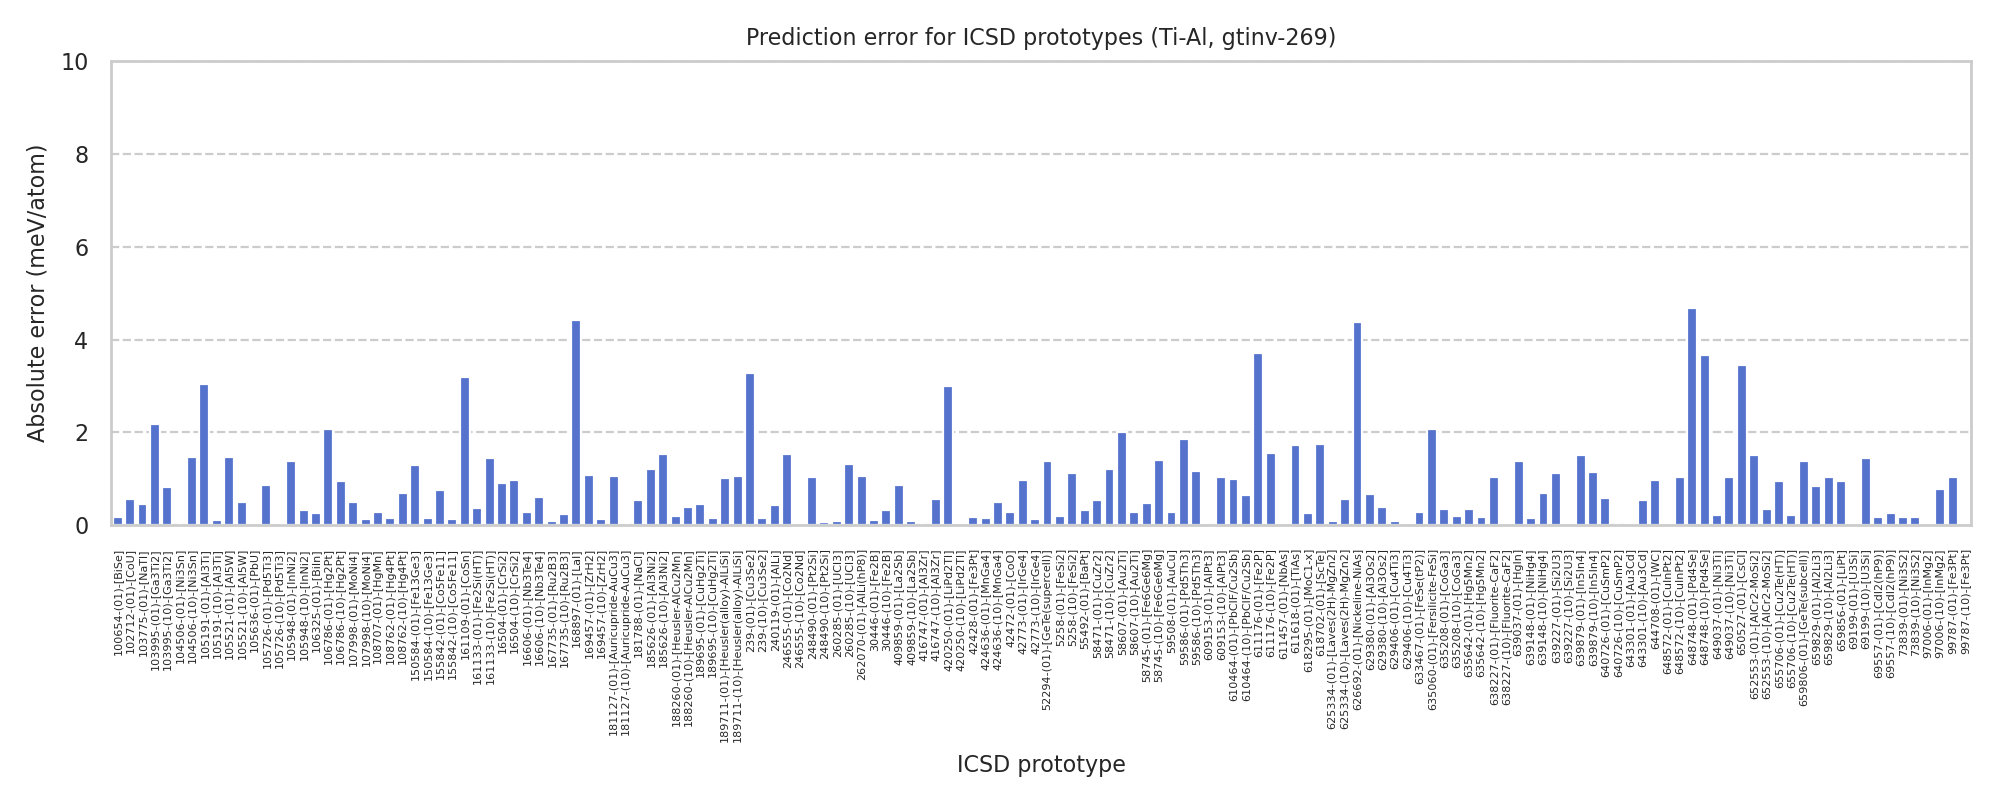 Prediction error for ICSD prototypes (Ti-Al, gtinv-269)
Absolute error (meV/atom)
10
8
6
4
2
0
100654-(01)-[BiSe]
102712-(01)-[CoU]
103775-(01)-[NaTl]
103995-(01)-[Ga3Ti2]
103995-(10)-[Ga3Ti2]
104506-(01)-[Ni3Sn]
104506-(10)-[Ni3Sn]
105191-(01)-[Al3Ti]
105191-(10)-[Al3Ti]
105521-(01)-[Al5W]
105521-(10)-[Al5W]
105636-(01)-[PbU]
105726-(01)-[Pd5Ti3]
105726-(10)-[Pd5Ti3]
105948-(01)-[InNi2]
105948-(10)-[InNi2]
106325-(01)-[BiIn]
106786-(01)-[Hg2Pt]
106786-(10)-[Hg2Pt]
107998-(01)-[MoNi4]
107998-(10)-[MoNi4]
108707-(01)-[HgMn]
108762-(01)-[Hg4Pt]
108762-(10)-[Hg4Pt]
150584-(01)-[Fe13Ge3]
150584-(10)-[Fe13Ge3]
155842-(01)-[Co5Fe11]
155842-(10)-[Co5Fe11]
161109-(01)-[CoSn]
161133-(01)-[Fe2Si(HT)]
161133-(10)-[Fe2Si(HT)]
16504-(01)-[CrSi2]
16504-(10)-[CrSi2]
16606-(01)-[Nb3Te4]
16606-(10)-[Nb3Te4]
167735-(01)-[Ru2B3]
167735-(10)-[Ru2B3]
168897-(01)-[LaI]
169457-(01)-[ZrH2]
169457-(10)-[ZrH2]
181127-(01)-[Auricupride-AuCu3]
181127-(10)-[Auricupride-AuCu3]
181788-(01)-[NaCl]
185626-(01)-[Al3Ni2]
185626-(10)-[Al3Ni2]
188260-(01)-[Heusler-AlCu2Mn]
188260-(10)-[Heusler-AlCu2Mn]
189695-(01)-[CuHg2Ti]
189695-(10)-[CuHg2Ti]
189711-(01)-[Heusler(alloy)-AlLiSi]
189711-(10)-[Heusler(alloy)-AlLiSi]
239-(01)-[Cu3Se2]
239-(10)-[Cu3Se2]
240119-(01)-[AlLi]
246555-(01)-[Co2Nd]
246555-(10)-[Co2Nd]
248490-(01)-[Pt2Si]
248490-(10)-[Pt2Si]
260285-(01)-[UCl3]
260285-(10)-[UCl3]
262070-(01)-[AlLi(hP8)]
30446-(01)-[Fe2B]
30446-(10)-[Fe2B]
409859-(01)-[La2Sb]
409859-(10)-[La2Sb]
416747-(01)-[Al3Zr]
416747-(10)-[Al3Zr]
420250-(01)-[LiPd2Tl]
420250-(10)-[LiPd2Tl]
42428-(01)-[Fe3Pt]
424636-(01)-[MnGa4]
424636-(10)-[MnGa4]
42472-(01)-[CoO]
42773-(01)-[IrGe4]
42773-(10)-[IrGe4]
52294-(01)-[GeTe(supercell)]
5258-(01)-[FeSi2]
5258-(10)-[FeSi2]
55492-(01)-[BaPt]
58471-(01)-[CuZr2]
58471-(10)-[CuZr2]
58607-(01)-[Au2Ti]
58607-(10)-[Au2Ti]
58745-(01)-[Fe6Ge6Mg]
58745-(10)-[Fe6Ge6Mg]
59508-(01)-[AuCu]
59586-(01)-[Pd5Th3]
59586-(10)-[Pd5Th3]
609153-(01)-[AlPt3]
609153-(10)-[AlPt3]
610464-(01)-[PbClF/Cu2Sb]
610464-(10)-[PbClF/Cu2Sb]
611176-(01)-[Fe2P]
611176-(10)-[Fe2P]
611457-(01)-[NbAs]
611618-(01)-[TiAs]
618295-(01)-[MoC1-x]
618702-(01)-[ScTe]
625334-(01)-[Laves(2H)-MgZn2]
625334-(10)-[Laves(2H)-MgZn2]
626692-(01)-[Nickeline-NiAs]
629380-(01)-[Al3Os2]
629380-(10)-[Al3Os2]
629406-(01)-[Cu4Ti3]
629406-(10)-[Cu4Ti3]
633467-(01)-[FeSe(tP2)]
635060-(01)-[Fersilicite-FeSi]
635208-(01)-[CoGa3]
635208-(10)-[CoGa3]
635642-(01)-[Hg5Mn2]
635642-(10)-[Hg5Mn2]
638227-(01)-[Fluorite-CaF2]
638227-(10)-[Fluorite-CaF2]
639037-(01)-[HgIn]
639148-(01)-[NiHg4]
639148-(10)-[NiHg4]
639227-(01)-[Si2U3]
639227-(10)-[Si2U3]
639879-(01)-[In5In4]
639879-(10)-[In5In4]
640726-(01)-[CuSmP2]
640726-(10)-[CuSmP2]
643301-(01)-[Au3Cd]
643301-(10)-[Au3Cd]
644708-(01)-[WC]
648572-(01)-[CuInPt2]
648572-(10)-[CuInPt2]
648748-(01)-[Pd4Se]
648748-(10)-[Pd4Se]
649037-(01)-[Ni3Ti]
649037-(10)-[Ni3Ti]
650527-(01)-[CsCl]
652553-(01)-[AlCr2-MoSi2]
652553-(10)-[AlCr2-MoSi2]
655706-(01)-[Cu2Te(HT)]
655706-(10)-[Cu2Te(HT)]
659806-(01)-[GeTe(subcell)]
659829-(01)-[Al2Li3]
659829-(10)-[Al2Li3]
659856-(01)-[LiPt]
69199-(01)-[U3Si]
69199-(10)-[U3Si]
69557-(01)-[CdI2(hP9)]
69557-(10)-[CdI2(hP9)]
73839-(01)-[Ni3S2]
73839-(10)-[Ni3S2]
97006-(01)-[InMg2]
97006-(10)-[InMg2]
99787-(01)-[Fe3Pt]
99787-(10)-[Fe3Pt]
ICSD prototype